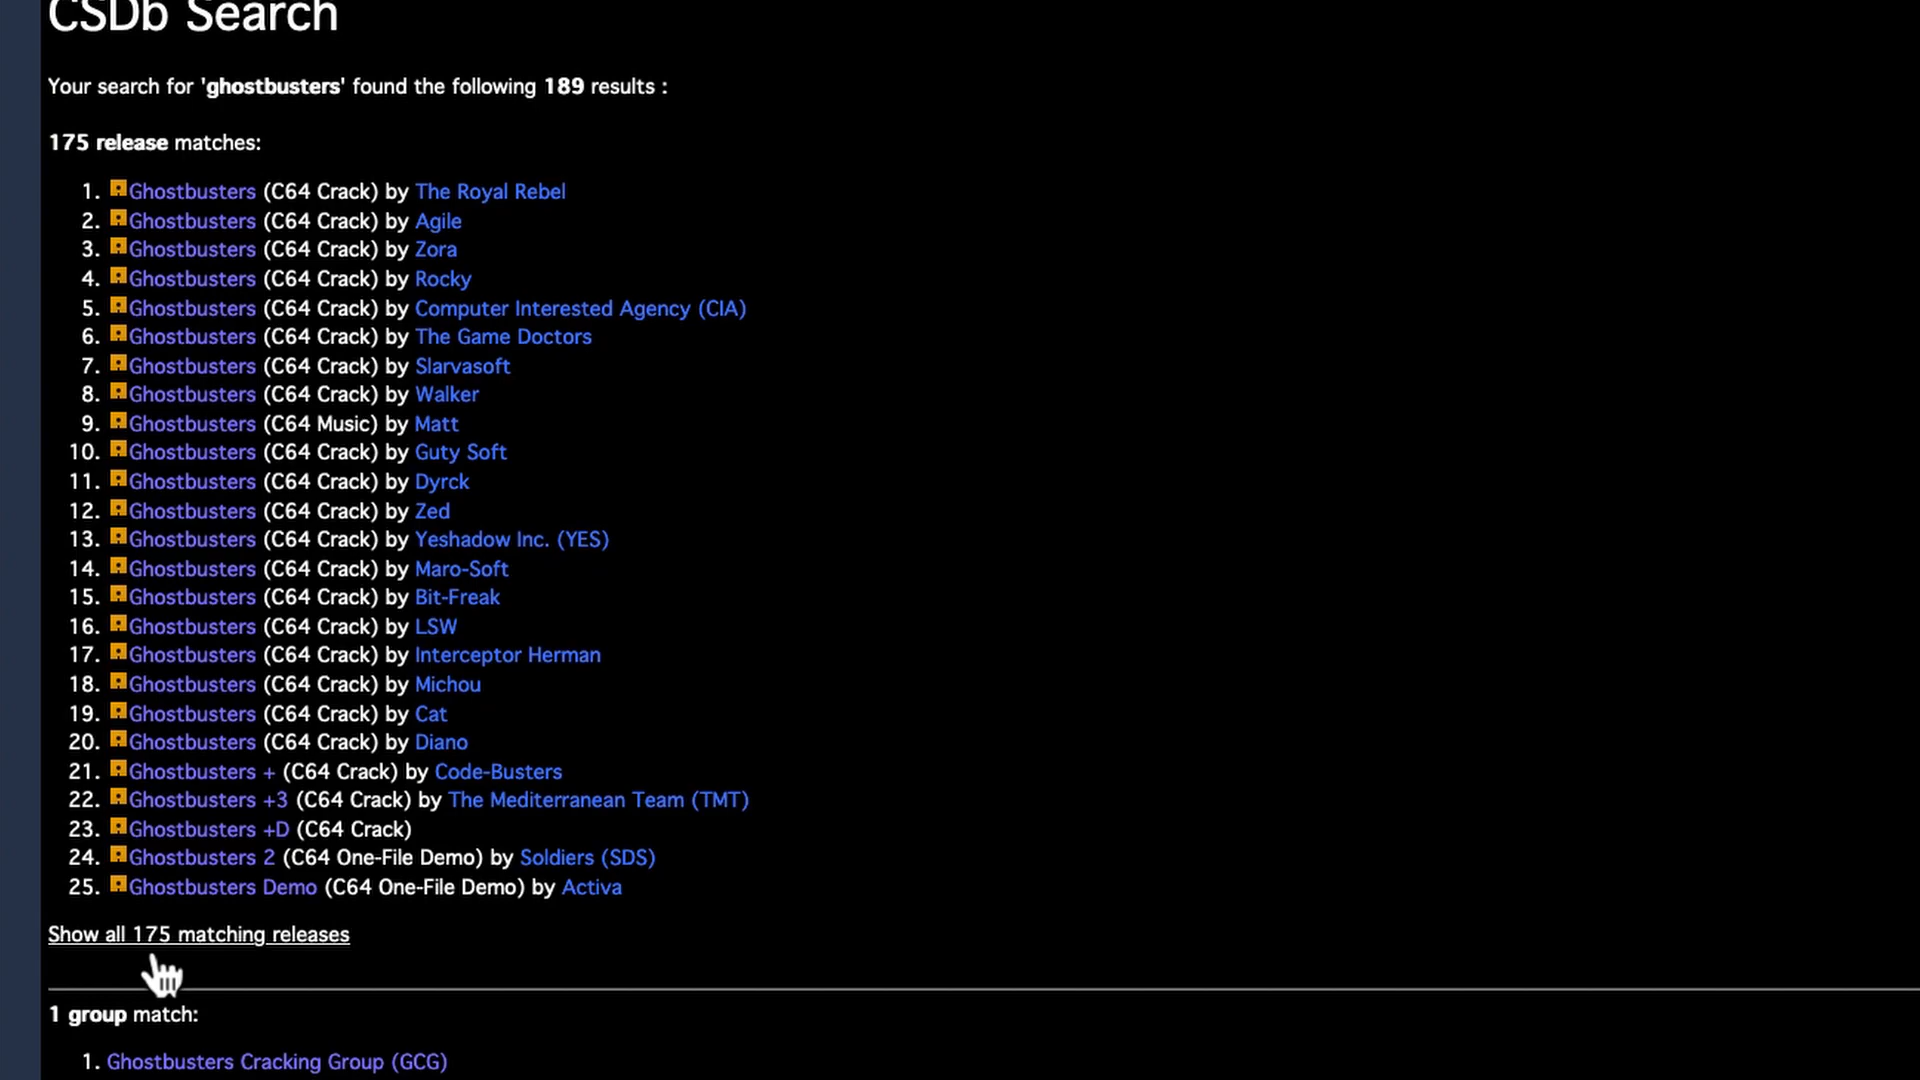 CSDb Search
Your search for 'ghostbusters' found the following 189 results :
175 release matches:
1. Ghostbusters (C64 Crack) by The Royal Rebel
2. Ghostbusters (C64 Crack) by Agile
3. Ghostbusters (C64 Crack) by Zora
4. Ghostbusters (C64 Crack) by Rocky
5. Ghostbusters (C64 Crack) by Computer Interested Agency (CIA)
6. Ghostbusters (C64 Crack) by The Game Doctors
7. Ghostbusters (C64 Crack) by Slarvasoft
8. Ghostbusters (C64 Crack) by Walker
9. Ghostbusters (C64 Music) by Matt
10. Ghostbusters (C64 Crack) by Guty Soft
11. Ghostbusters (C64 Crack) by Dyrck
12. Ghostbusters (C64 Crack) by Zed
13. Ghostbusters (C64 Crack) by Yeshadow Inc. (YES)
14. Ghostbusters (C64 Crack) by Maro-Soft
15. Ghostbusters (C64 Crack) by Bit-Freak
16. Ghostbusters (C64 Crack) by LSW
17. Ghostbusters (C64 Crack) by Interceptor Herman
18. Ghostbusters (C64 Crack) by Michou
19. Ghostbusters (C64 Crack) by Cat
20. Ghostbusters (C64 Crack) by Diano
21. Ghostbusters + (C64 Crack) by Code-Busters
22. Ghostbusters +3 (C64 Crack) by The Mediterranean Team (TMT)
23. Ghostbusters +D (C64 Crack)
24. Ghostbusters 2 (C64 One-File Demo) by Soldiers (SDS)
25. Ghostbusters Demo (C64 One-File Demo) by Activa
Show all 175 matching releases
1 group match:
1. Ghostbusters Cracking Group (GCG)